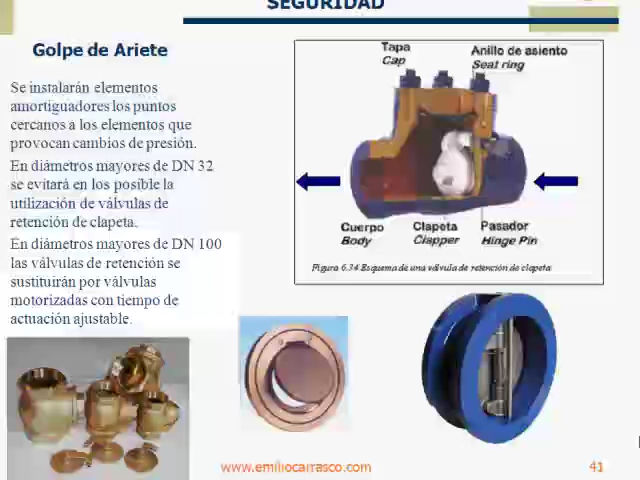 SEGURIDAD
Golpe de Ariete
Se instalarán elementos
amortiguadores los puntos
cercanos a los elementos que
provocan cambios de presión.
En diámetros mayores de DN 32
se evitará en los posible la
utilización de válvulas de
retención de clapeta.
En diámetros mayores de DN 100
las válvulas de retención se
sustituirán por válvulas
motorizadas con tiempo de
actuación ajustable.
Tapa
Cap
Anillo de asiento
Seat ring
Cuerpo
Body
Clapeta
Clapper
Pasador
Hinge Pin
Figura 6.34 Esquema de una válvula de retención de clapeta
www.emiliocarrasco.com
41